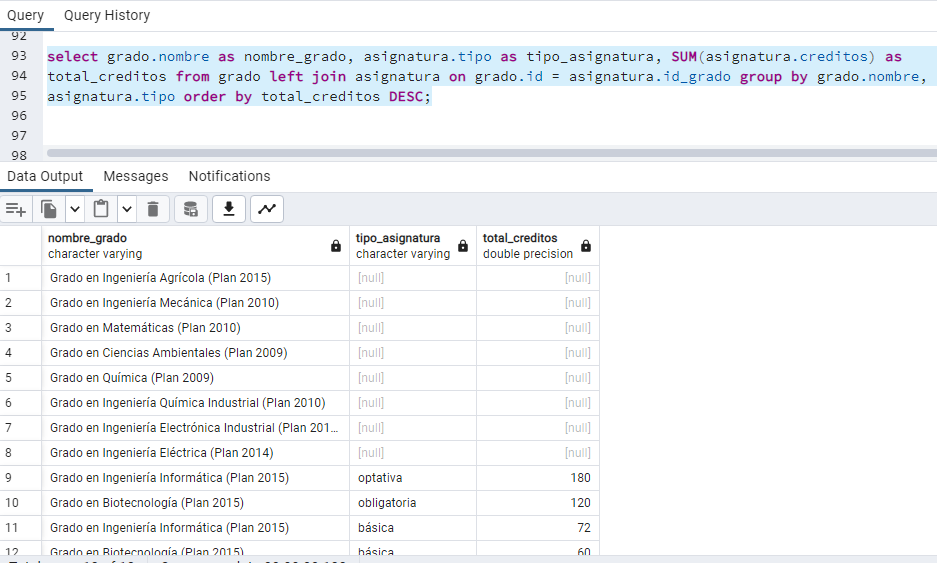 Query Query History
92
93 select grado.nombre as nombre_grado, asignatura.tipo as tipo_asignatura, SUM(asignatura.creditos) as
94 total_creditos from grado left join asignatura on grado.id = asignatura.id_grado group by grado.nombre,
95 asignatura.tipo order by total_creditos DESC;
96
97
98
Data Output Messages Notifications
nombre_grado tipo_asignatura total_creditos
character varying character varying double precision
1 Grado en Ingeniería Agrícola (Plan 2015) [null] [null]
2 Grado en Ingeniería Mecánica (Plan 2010) [null] [null]
3 Grado en Matemáticas (Plan 2010) [null] [null]
4 Grado en Ciencias Ambientales (Plan 2009) [null] [null]
5 Grado en Química (Plan 2009) [null] [null]
6 Grado en Ingeniería Química Industrial (Plan 2010) [null] [null]
7 Grado en Ingeniería Electrónica Industrial (Plan 201… [null] [null]
8 Grado en Ingeniería Eléctrica (Plan 2014) [null] [null]
9 Grado en Ingeniería Informática (Plan 2015) optativa 180
10 Grado en Biotecnología (Plan 2015) obligatoria 120
11 Grado en Ingeniería Informática (Plan 2015) básica 72
12 Grado en Biotecnología (Plan 2015) básica 60